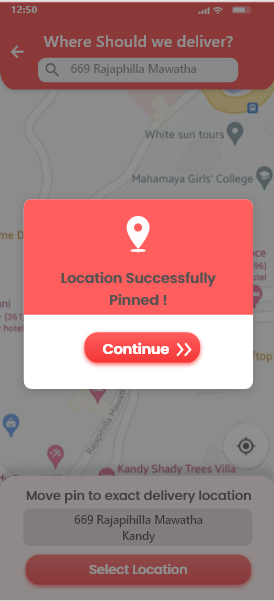 12:50
Where Should we deliver?
669 Rajaphilla Mawatha
White sun tours
Mahamaya Girls' College
Location Successfully
Pinned !
Continue
Rajapihilla Mawatha
Kandy Shady Trees Villa
Move pin to exact delivery location
669 Rajapihilla Mawatha
Kandy
Select Location